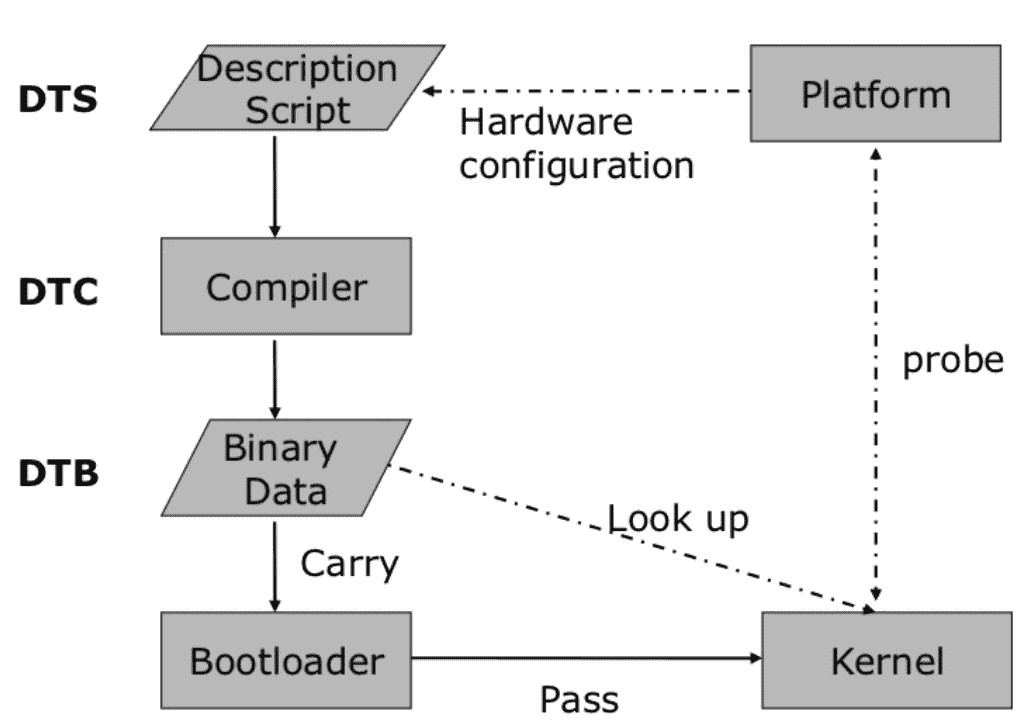 DTS
Description
Script
Hardware
configuration
Platform
DTC
Compiler
probe
DTB
Binary
Data
Look up
Carry
Bootloader
Pass
Kernel